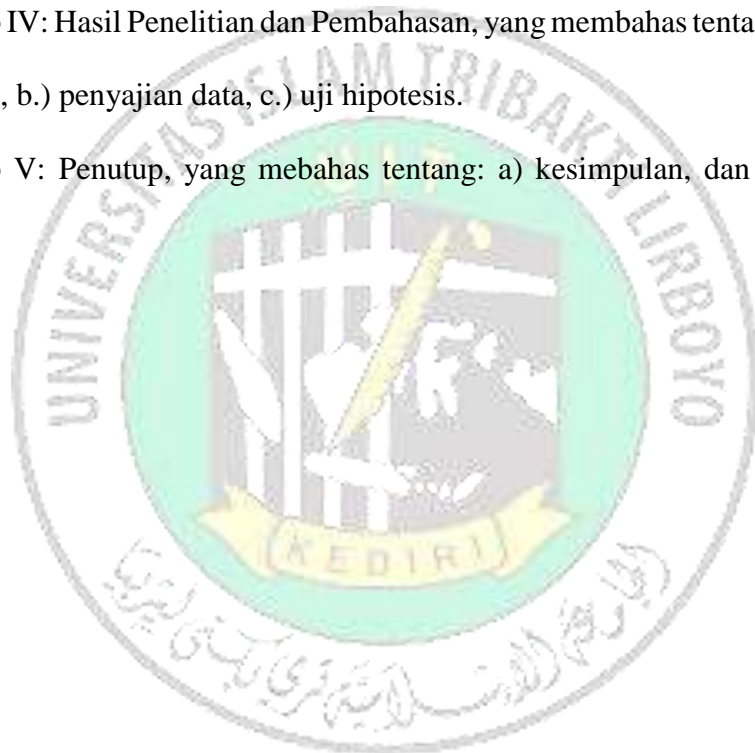 IV: Hasil Penelitian dan Pembahasan, yang membahas tenta
, b.) penyajian data, c.) uji hipotesis.
V: Penutup, yang mebahas tentang: a) kesimpulan, dan
UNIVERSITAS ISLAM TRIBAKTI LIRBOYO
UIT
KEDIRI